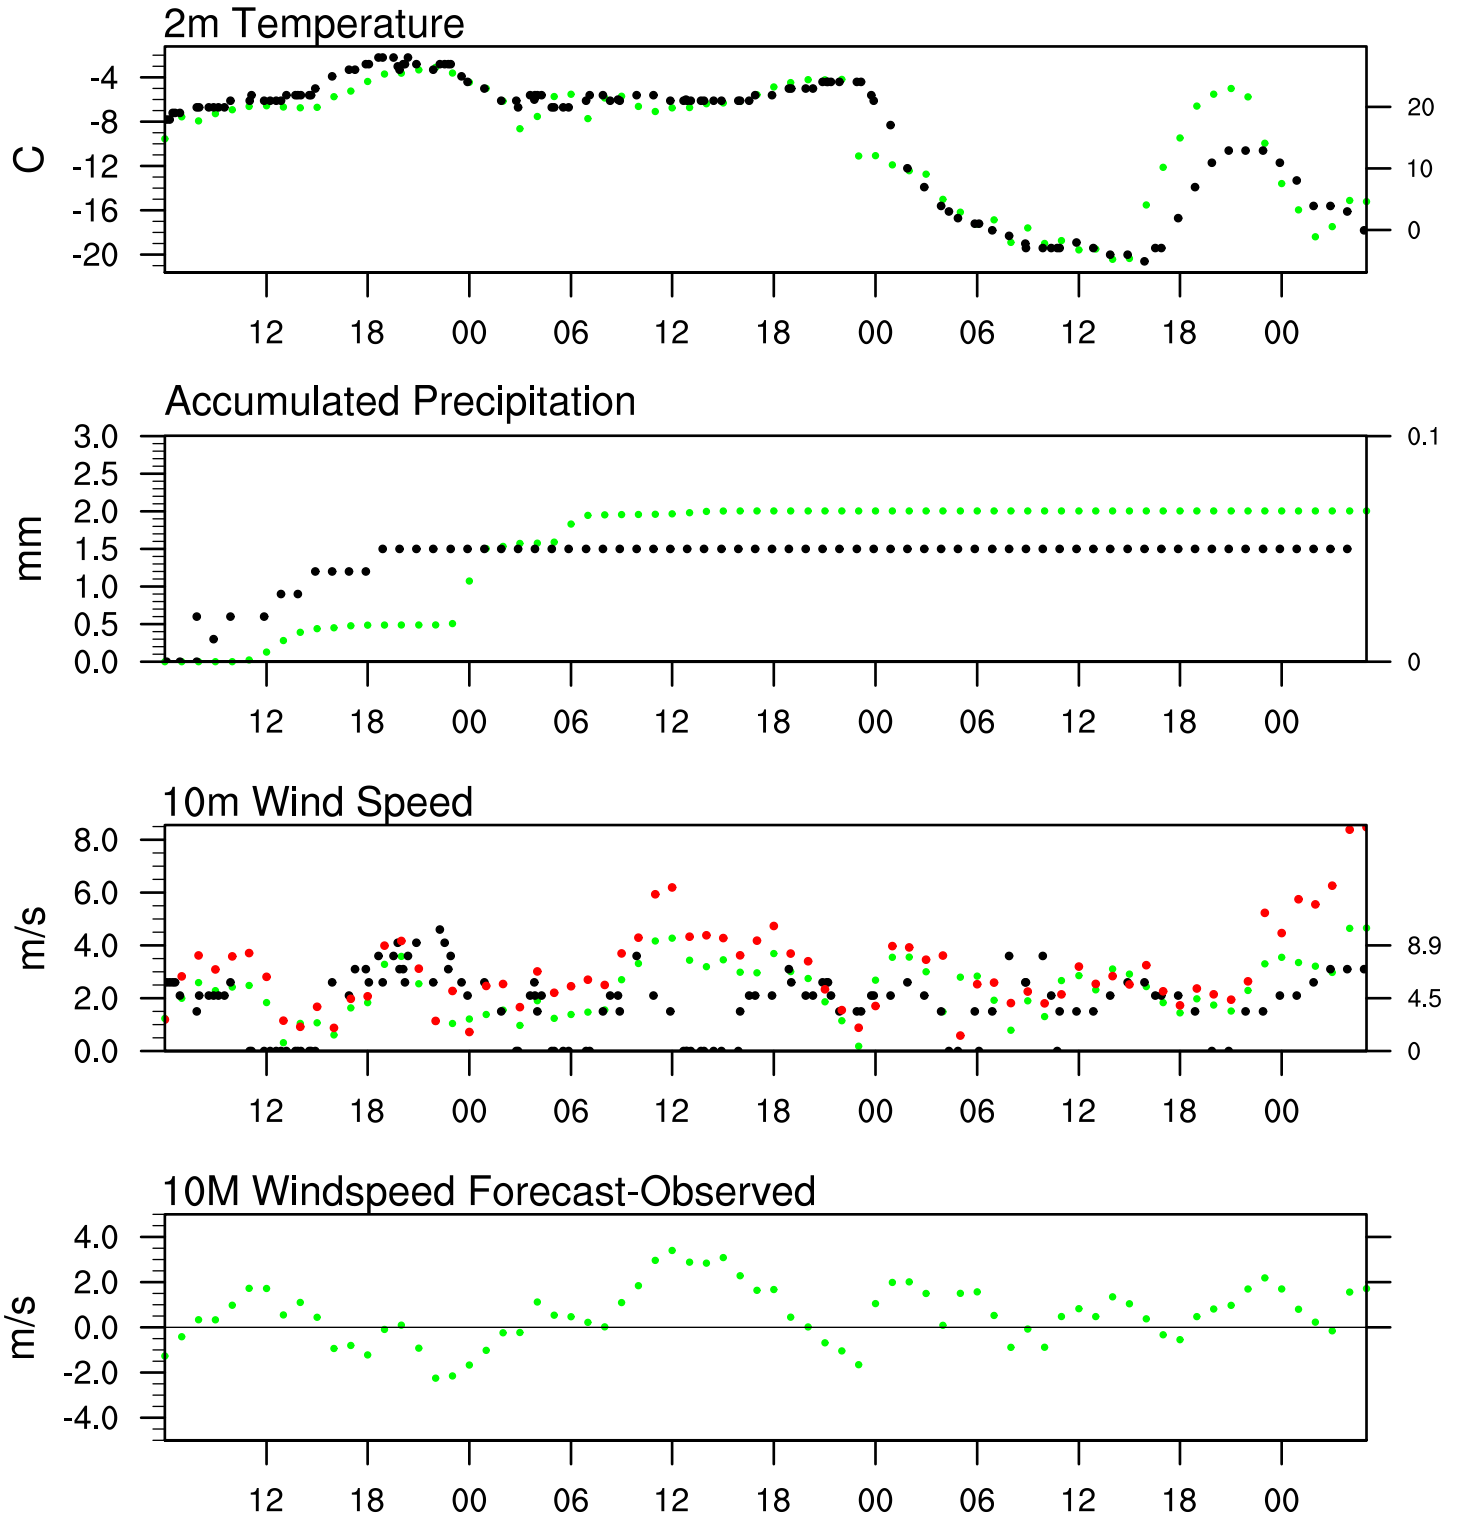 2m Temperature
C
-4
-8
-12
-16
-20
20
10
0
12 18 00 06 12 18 00 06 12 18 00
Accumulated Precipitation
mm
3.0
2.5
2.0
1.5
1.0
0.5
0.0
0.1
0
12 18 00 06 12 18 00 06 12 18 00
10m Wind Speed
m/s
8.0
6.0
4.0
2.0
0.0
8.9
4.5
0
12 18 00 06 12 18 00 06 12 18 00
10M Windspeed Forecast-Observed
m/s
4.0
2.0
0.0
-2.0
-4.0
12 18 00 06 12 18 00 06 12 18 00